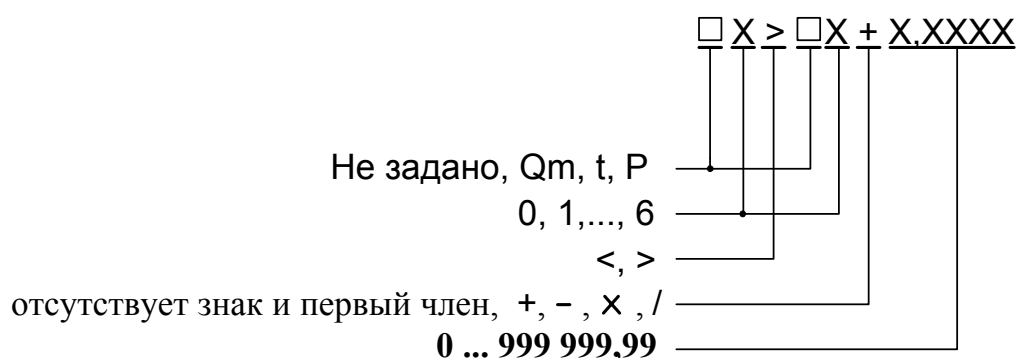 □X>□X+X,XXXX
Не задано, Qm, t, P
0, 1,..., 6
<, >
отсутствует знак и первый член, +, −, ×, /
0 ... 999 999,99